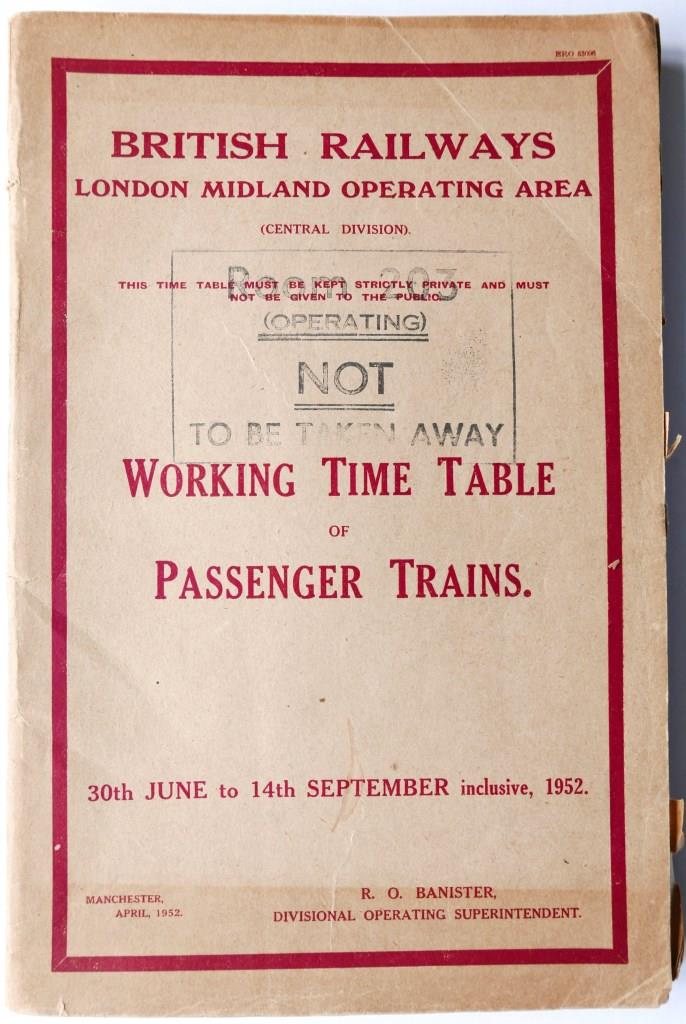 ERO 53096
BRITISH RAILWAYS
LONDON MIDLAND OPERATING AREA
(CENTRAL DIVISION).
Room 203
THIS TIME TABLE MUST BE KEPT STRICTLY PRIVATE AND MUST
NOT BE GIVEN TO THE PUBLIC.
(OPERATING)
NOT
TO BE TAKEN AWAY
WORKING TIME TABLE
OF
PASSENGER TRAINS.
30th JUNE to 14th SEPTEMBER inclusive, 1952.
MANCHESTER,
APRIL, 1952.
R. O. BANISTER,
DIVISIONAL OPERATING SUPERINTENDENT.